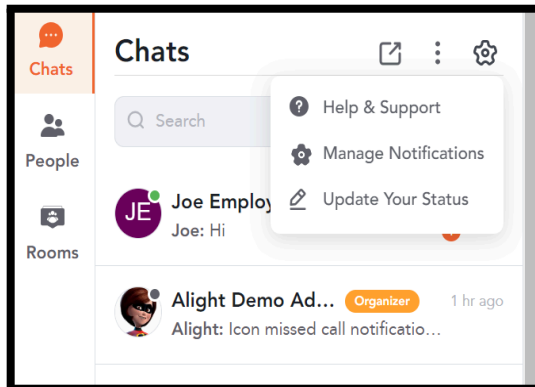 Chats
People
Rooms
Chats
Search
Help & Support
Manage Notifications
Update Your Status
JE
Joe Employ
Joe: Hi
Alight Demo Ad... Organizer 1 hr ago
Alight: Icon missed call notificatio...